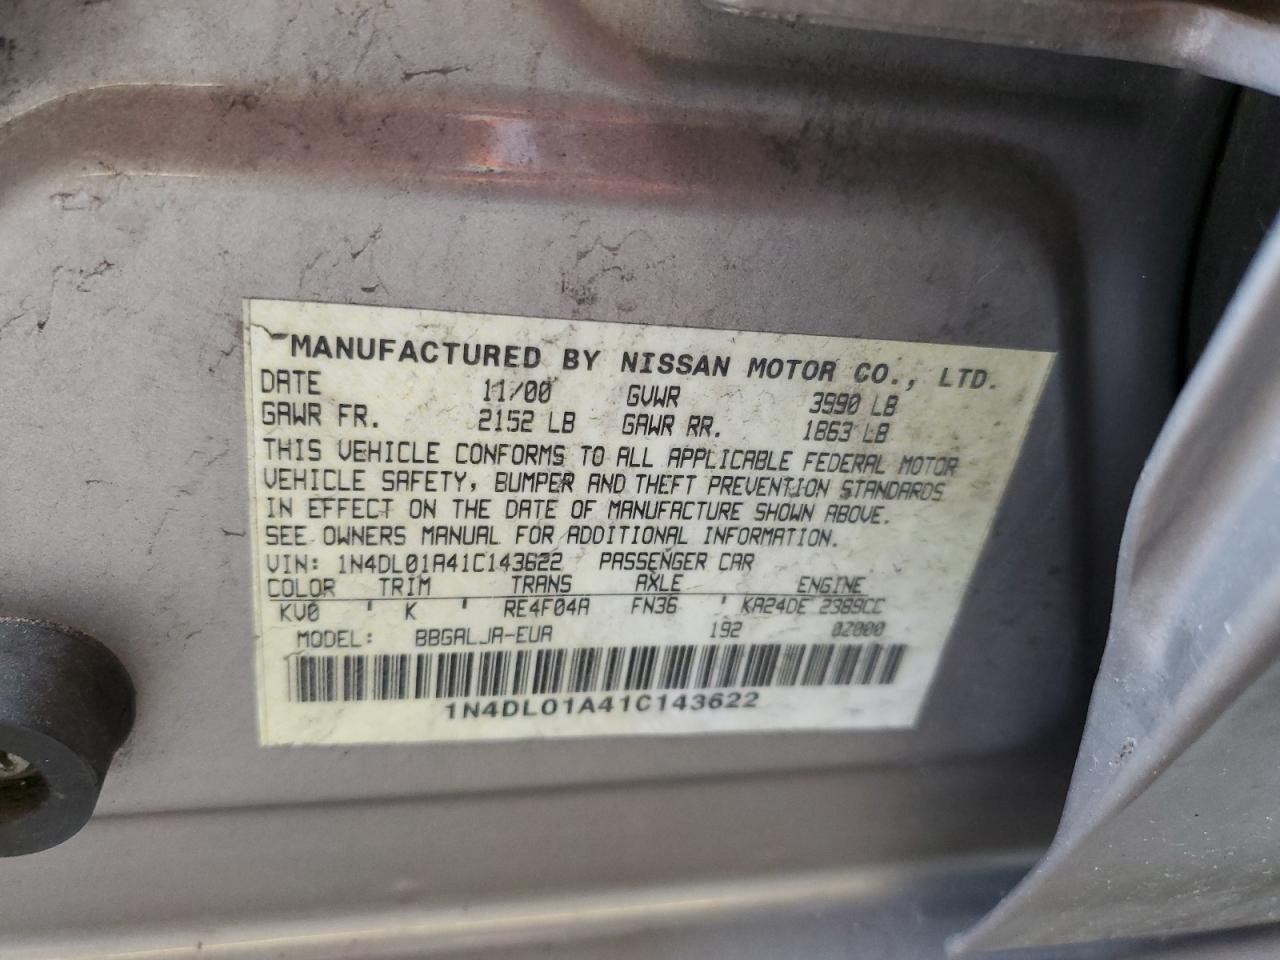 MANUFACTURED BY NISSAN MOTOR CO., LTD.
DATE 11/00 GVWR 3990 LB
GAWR FR. 2152 LB GAWR RR. 1863 LB
THIS VEHICLE CONFORMS TO ALL APPLICABLE FEDERAL MOTOR
VEHICLE SAFETY, BUMPER AND THEFT PREVENTION STANDARDS
IN EFFECT ON THE DATE OF MANUFACTURE SHOWN ABOVE.
SEE OWNERS MANUAL FOR ADDITIONAL INFORMATION.
VIN: 1N4DL01A41C143622 PASSENGER CAR
COLOR TRIM TRANS AXLE ENGINE
KV0 ' K ' RE4F04A FN36 ' KA24DE 2389CC
MODEL: BBGALJA-EUA 192 0Z000
1N4DL01A41C143622